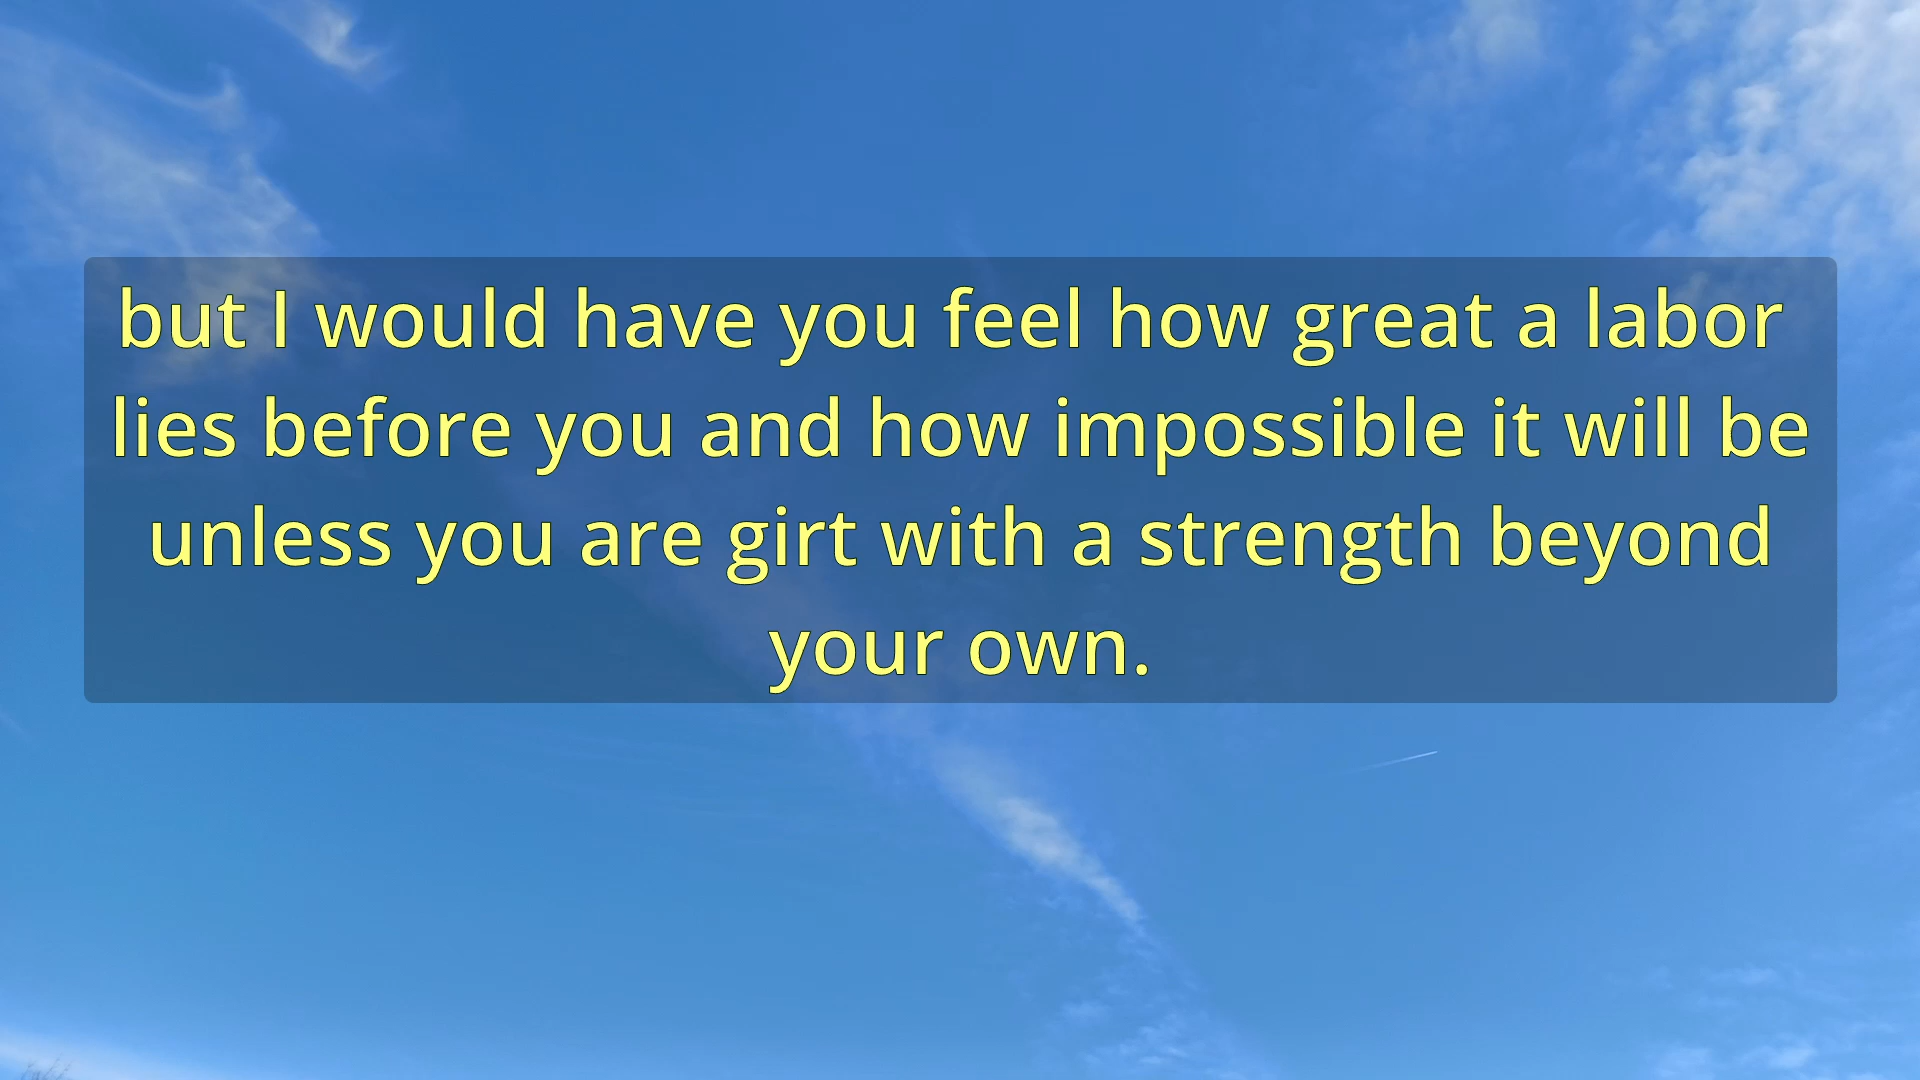 but I would have you feel how great a labor
lies before you and how impossible it will be
unless you are girt with a strength beyond
your own.